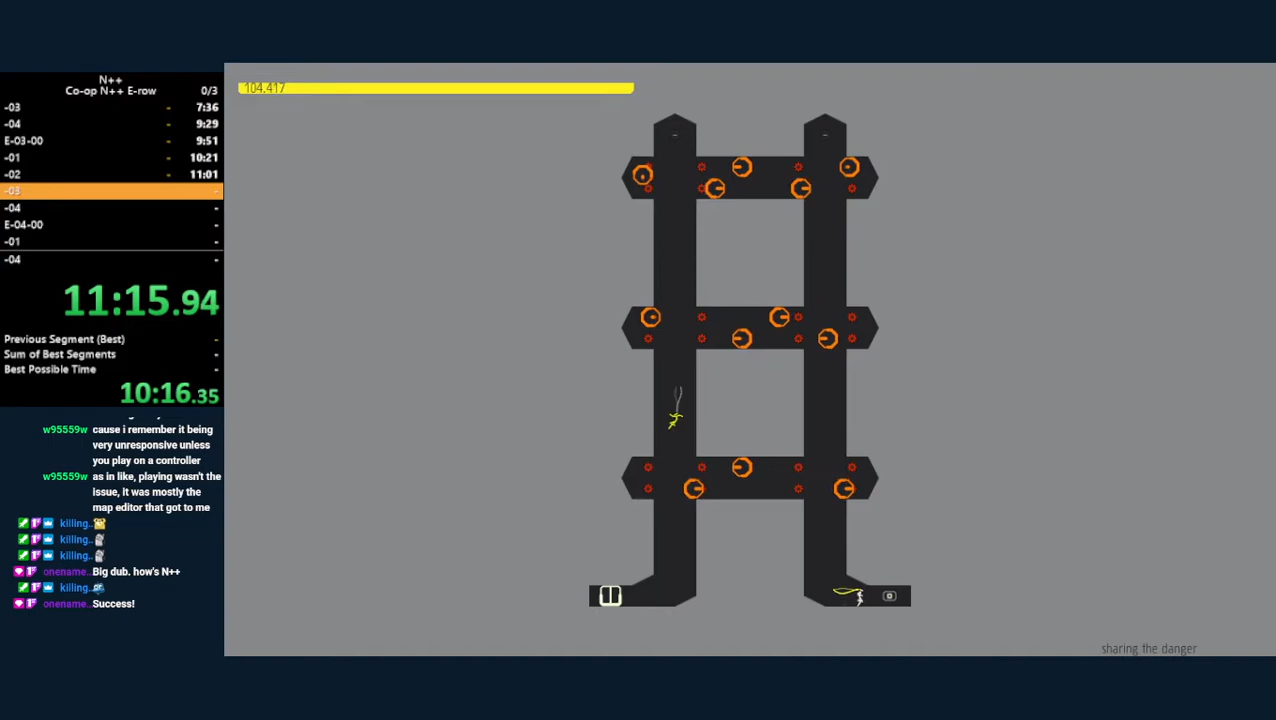 N++
Co-op N++ E-row 0/3
-03 - 7:36
-04 - 9:29
E-03-00 - 9:51
-01 - 10:21
-02 - 11:01
-03 -
-04 -
E-04-00 -
-01 -
-04 -
11:15.94
Previous Segment (Best) -
Sum of Best Segments -
Best Possible Time -
10:16.35
w95559w cause i remember it being
very unresponsive unless
you play on a controller
w95559w as in like, playing wasn't the
issue, it was mostly the
map editor that got to me
killing..
killing..
killing..
onename.. Big dub. how's N++
killing..
onename.. Success!
104.417
sharing the danger